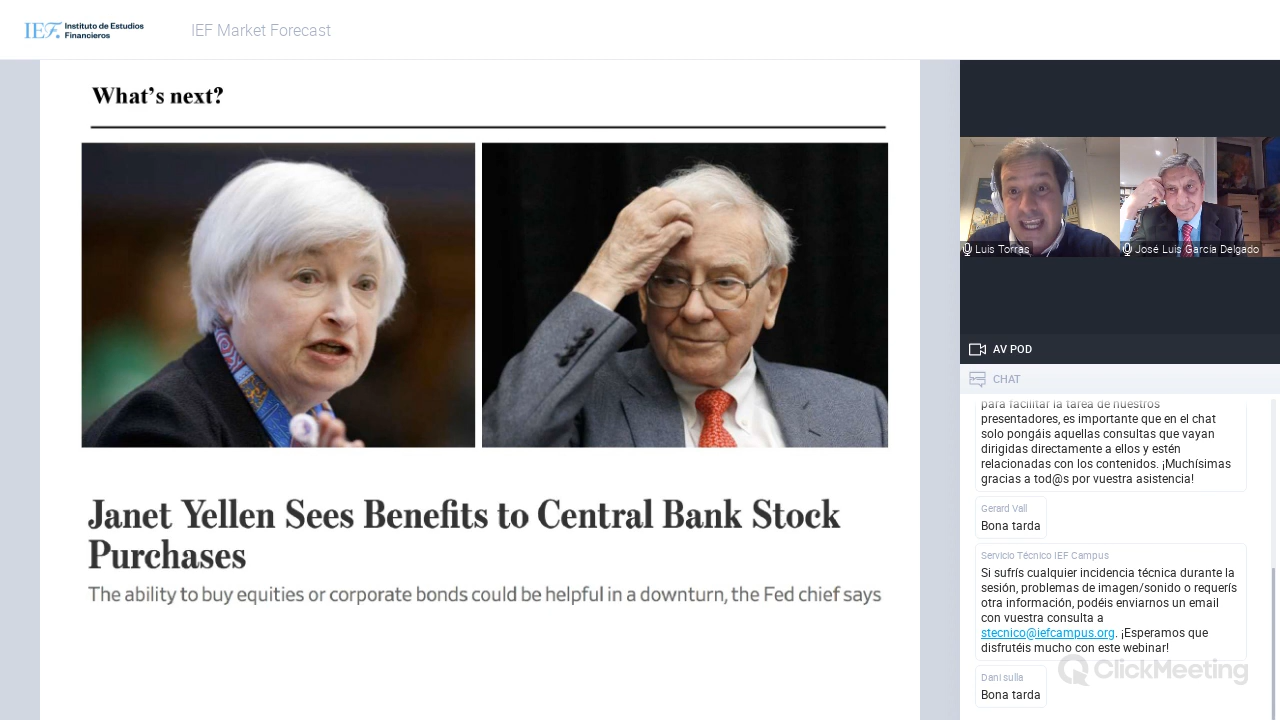 IEF. Instituto de Estudios
Financieros
IEF Market Forecast
What's next?
Janet Yellen Sees Benefits to Central Bank Stock
Purchases
The ability to buy equities or corporate bonds could be helpful in a downturn, the Fed chief says
Luis Torras
José Luis García Delgado
AV POD
CHAT
para facilitar la tarea de nuestros
presentadores, es importante que en el chat
solo pongáis aquellas consultas que vayan
dirigidas directamente a ellos y estén
relacionadas con los contenidos. ¡Muchísimas
gracias a tod@s por vuestra asistencia!
Gerard Vall
Bona tarda
Servicio Técnico IEF Campus
Si sufrís cualquier incidencia técnica durante la
sesión, problemas de imagen/sonido o requerís
otra información, podéis enviarnos un email
con vuestra consulta a
stecnico@iefcampus.org. ¡Esperamos que
disfrutéis mucho con este webinar!
ClickMeeting
Dani sulla
Bona tarda